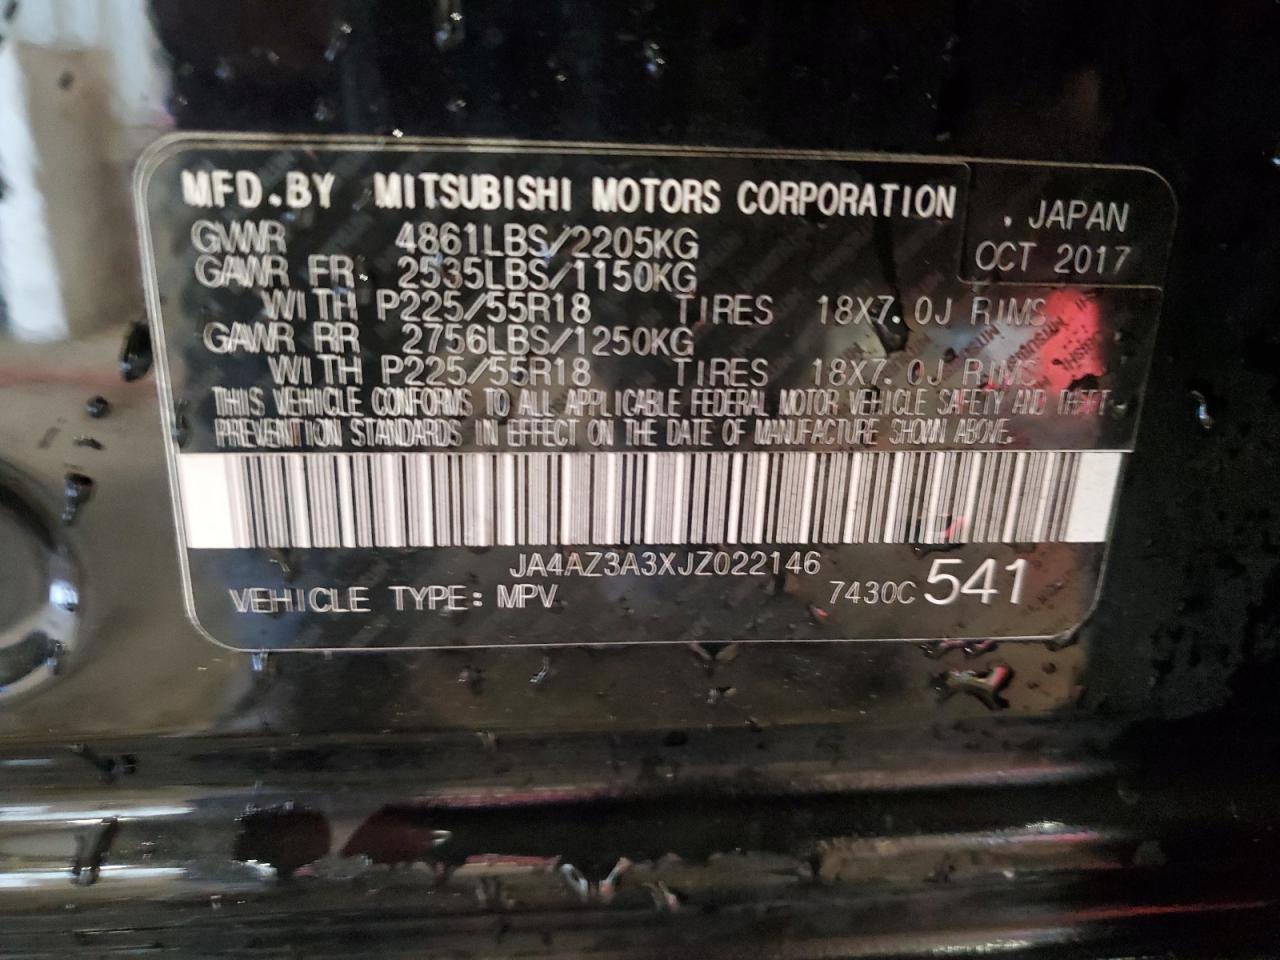 MFD.BY MITSUBISHI MOTORS CORPORATION
. JAPAN
OCT 2017
GVWR 4861LBS/2205KG
GAWR FR 2535LBS/1150KG
WITH P225/55R18 TIRES 18X7.0J RIMS
GAWR RR 2756LBS/1250KG
WITH P225/55R18 TIRES 18X7.0J RIMS
THIS VEHICLE CONFORMS TO ALL APPLICABLE FEDERAL MOTOR VEHICLE SAFETY AND THEFT
PREVENTION STANDARDS IN EFFECT ON THE DATE OF MANUFACTURE SHOWN ABOVE.
JA4AZ3A3XJZ022146
VEHICLE TYPE: MPV 7430C 541